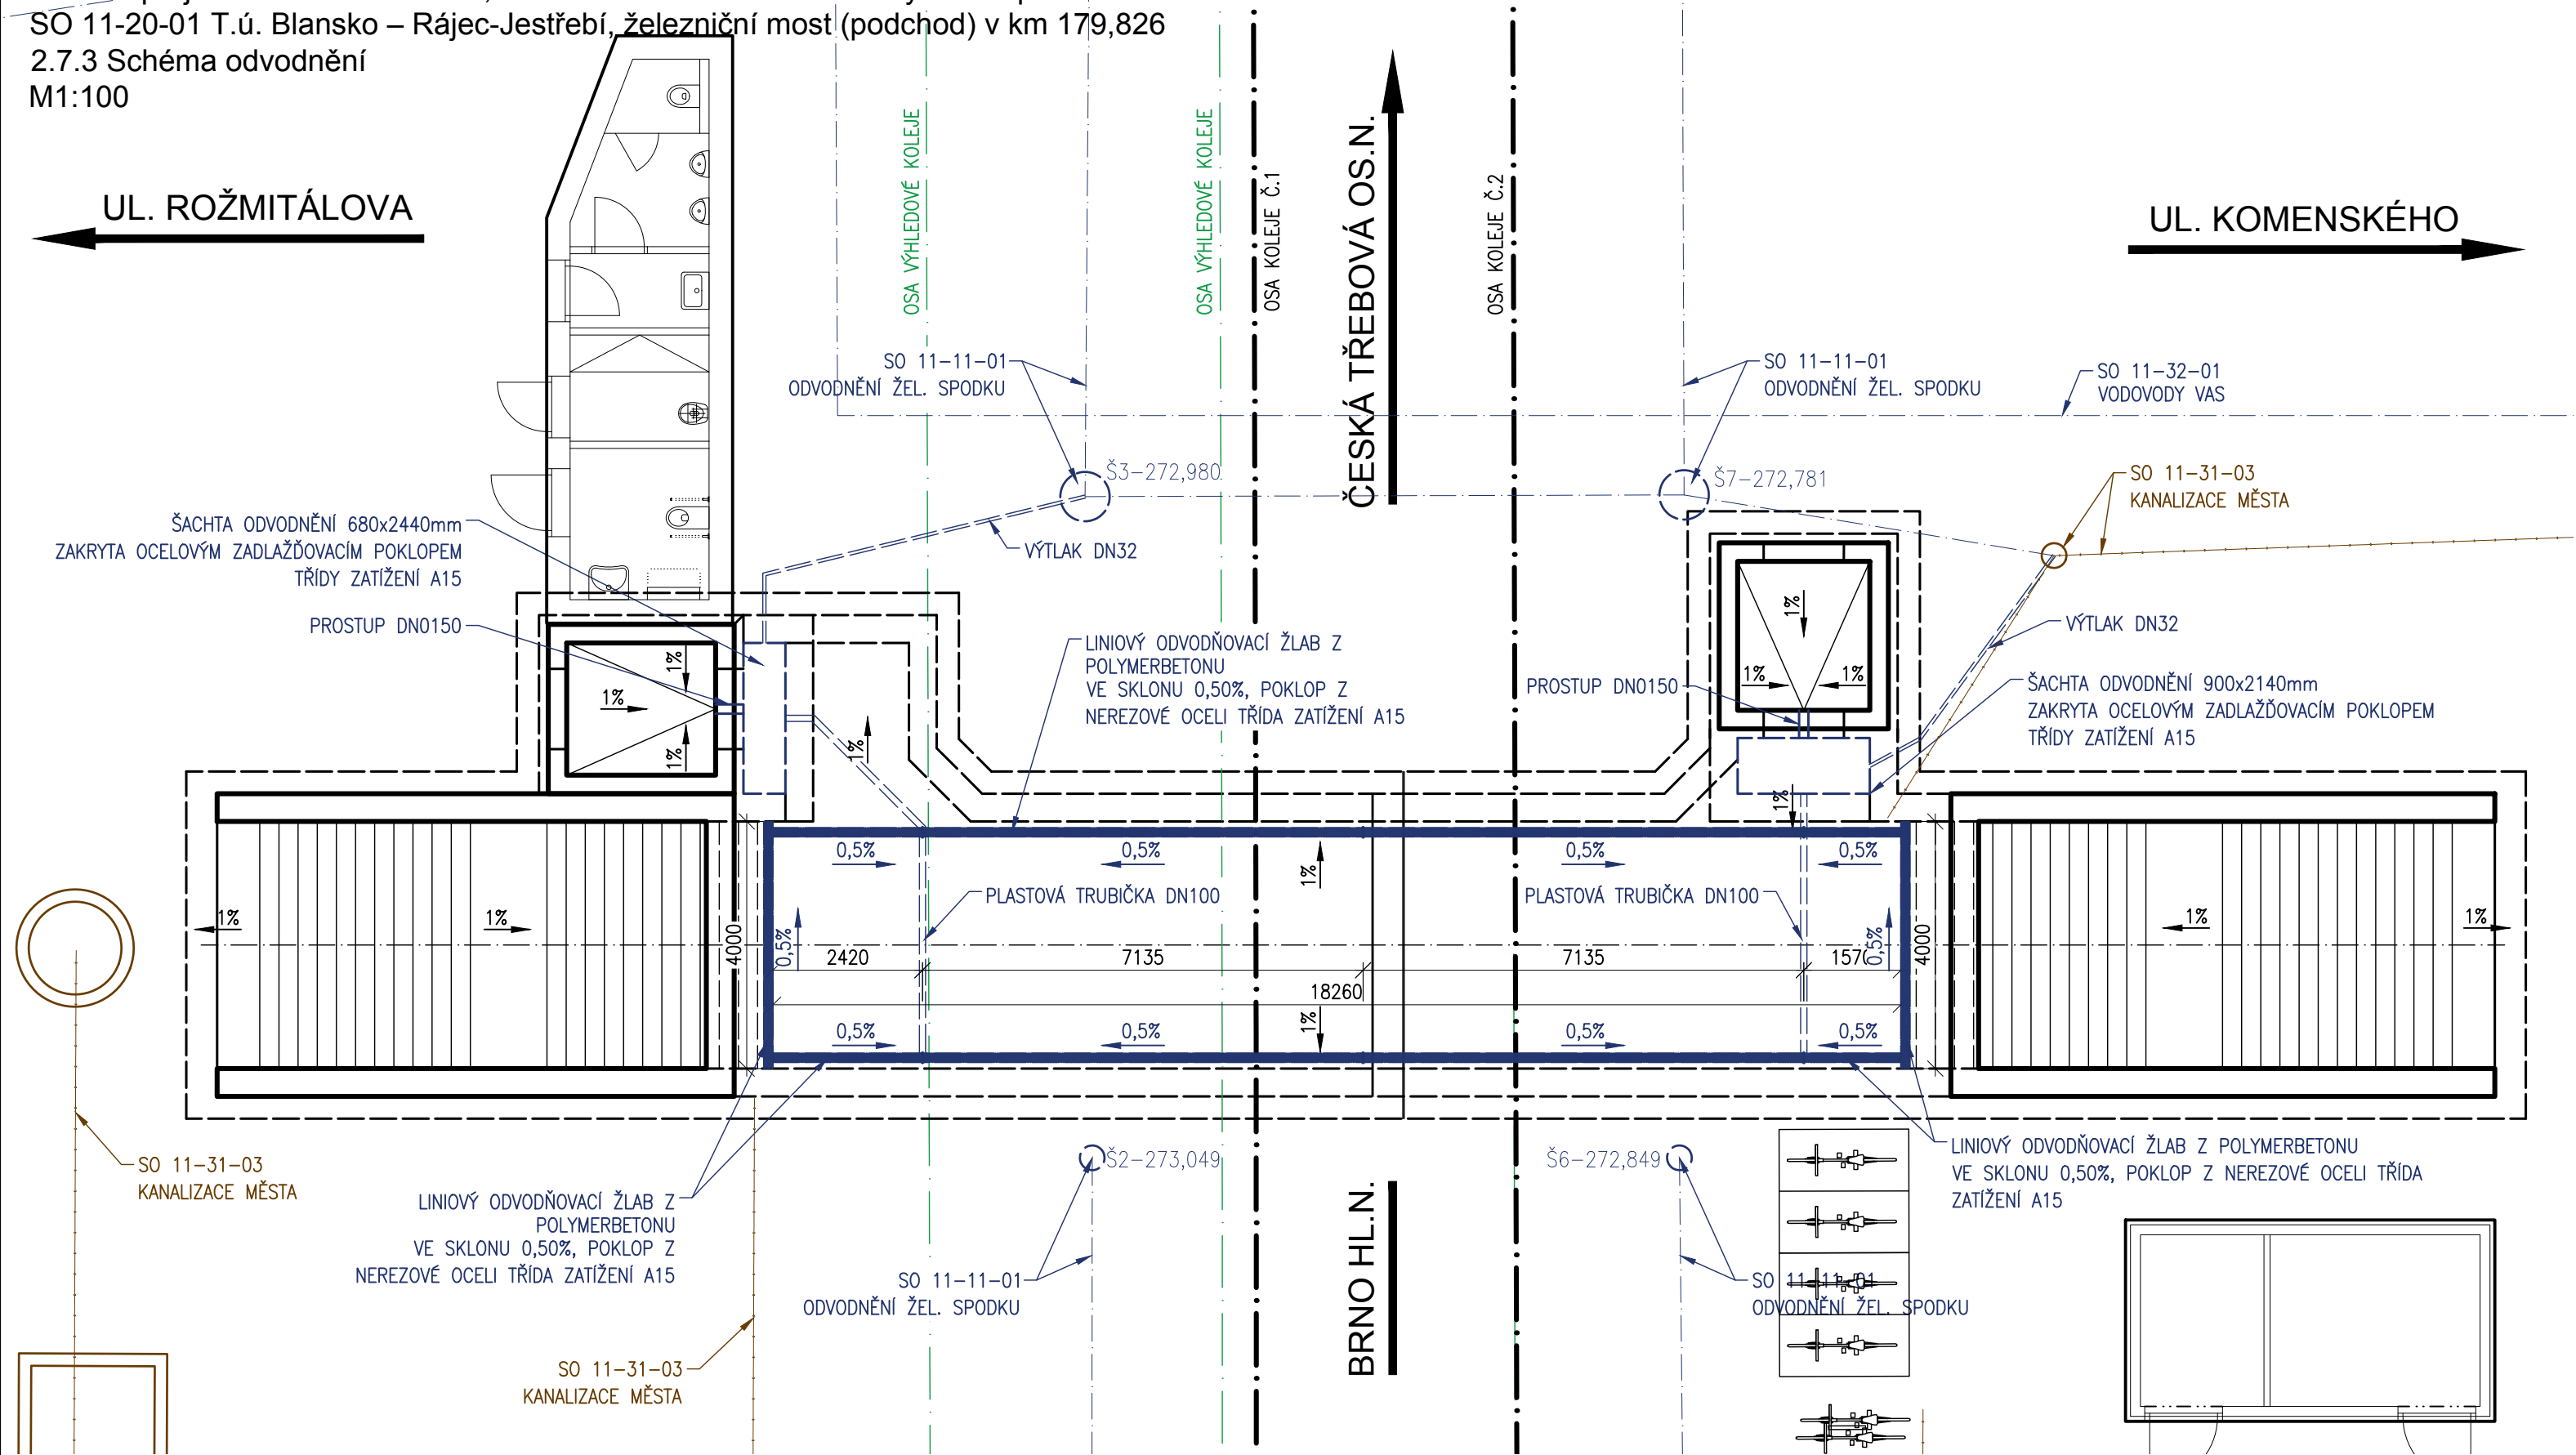 SO 11-20-01 T.ú. Blansko – Rájec-Jestřebí, železniční most (podchod) v km 179,826
2.7.3 Schéma odvodnění
M1:100
UL. ROŽMITÁLOVA
UL. KOMENSKÉHO
OSA VÝHLEDOVÉ KOLEJE
OSA VÝHLEDOVÉ KOLEJE
OSA KOLEJE Č.1
ČESKÁ TŘEBOVÁ OS.N.
OSA KOLEJE Č.2
SO 11-11-01
ODVODNĚNÍ ŽEL. SPODKU
SO 11-11-01
ODVODNĚNÍ ŽEL. SPODKU
SO 11-32-01
VODOVODY VAS
Š3-272,980
Š7-272,781
SO 11-31-03
KANALIZACE MĚSTA
ŠACHTA ODVODNĚNÍ 680x2440mm
ZAKRYTA OCELOVÝM ZADLAŽĎOVACÍM POKLOPEM
TŘÍDY ZATÍŽENÍ A15
VÝTLAK DN32
PROSTUP DN0150
VÝTLAK DN32
LINIOVÝ ODVODŇOVACÍ ŽLAB Z
POLYMERBETONU
VE SKLONU 0,50%, POKLOP Z
NEREZOVÉ OCELI TŘÍDA ZATÍŽENÍ A15
PROSTUP DN0150
ŠACHTA ODVODNĚNÍ 900x2140mm
ZAKRYTA OCELOVÝM ZADLAŽĎOVACÍM POKLOPEM
TŘÍDY ZATÍŽENÍ A15
1%
1%
1%
1%
1%
1%
1%
1%
0,5%
0,5%
0,5%
0,5%
1%
PLASTOVÁ TRUBIČKA DN100
PLASTOVÁ TRUBIČKA DN100
1%
1%
4000
0,5%
2420
7135
7135
1570
0,5%
4000
1%
1%
18260
1%
0,5%
0,5%
0,5%
0,5%
Š2-273,049
Š6-272,849
SO 11-31-03
KANALIZACE MĚSTA
LINIOVÝ ODVODŇOVACÍ ŽLAB Z
POLYMERBETONU
VE SKLONU 0,50%, POKLOP Z
NEREZOVÉ OCELI TŘÍDA ZATÍŽENÍ A15
LINIOVÝ ODVODŇOVACÍ ŽLAB Z POLYMERBETONU
VE SKLONU 0,50%, POKLOP Z NEREZOVÉ OCELI TŘÍDA
ZATÍŽENÍ A15
SO 11-11-01
ODVODNĚNÍ ŽEL. SPODKU
BRNO HL.N.
SO 11-11-01
ODVODNĚNÍ ŽEL. SPODKU
SO 11-31-03
KANALIZACE MĚSTA